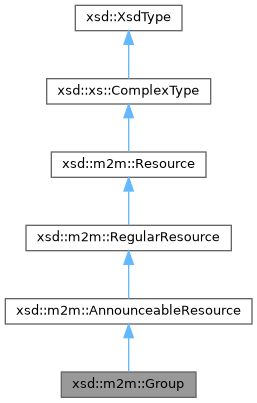 xsd::XsdType
xsd::xs::ComplexType
xsd::m2m::Resource
xsd::m2m::RegularResource
xsd::m2m::AnnounceableResource
xsd::m2m::Group